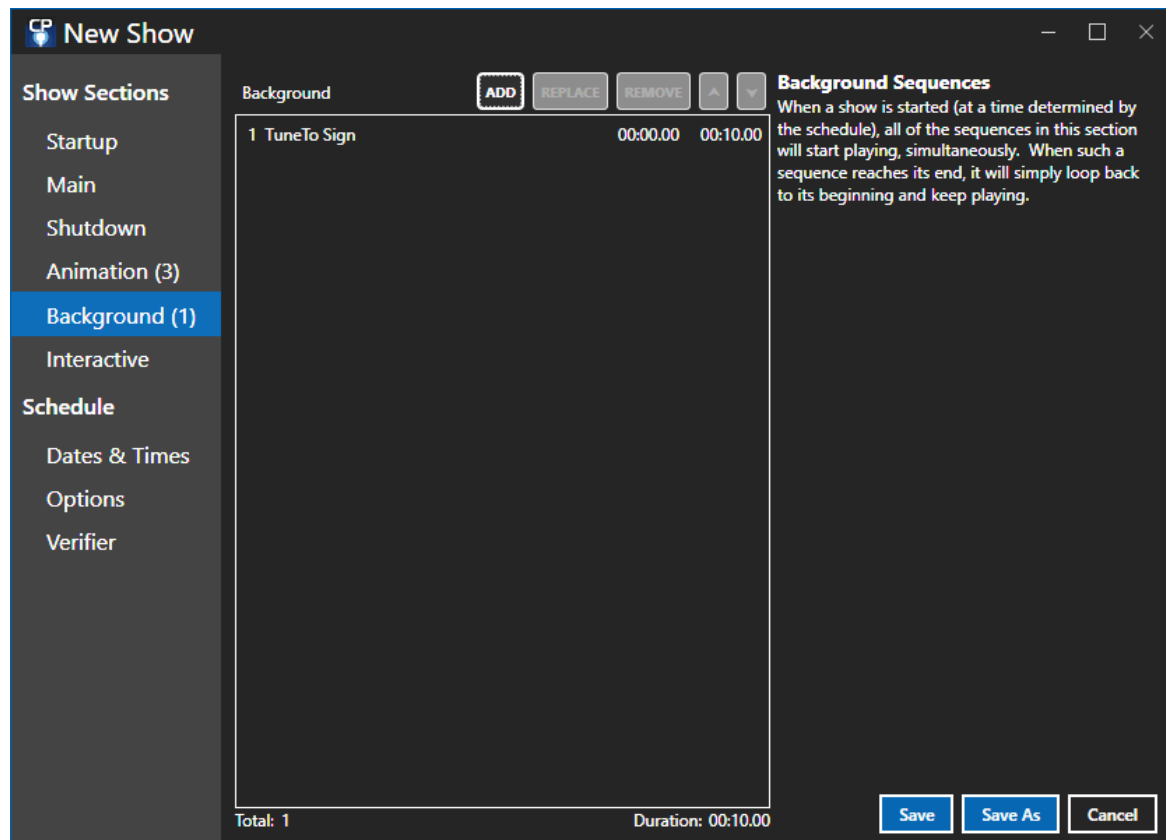 CP New Show
Show Sections
Startup
Main
Shutdown
Animation (3)
Background (1)
Interactive
Schedule
Dates & Times
Options
Verifier
Background ADD REPLACE REMOVE
1 TuneTo Sign 00:00.00 00:10.00
Total: 1 Duration: 00:10.00
Background Sequences
When a show is started (at a time determined by
the schedule), all of the sequences in this section
will start playing, simultaneously. When such a
sequence reaches its end, it will simply loop back
to its beginning and keep playing.
Save Save As Cancel